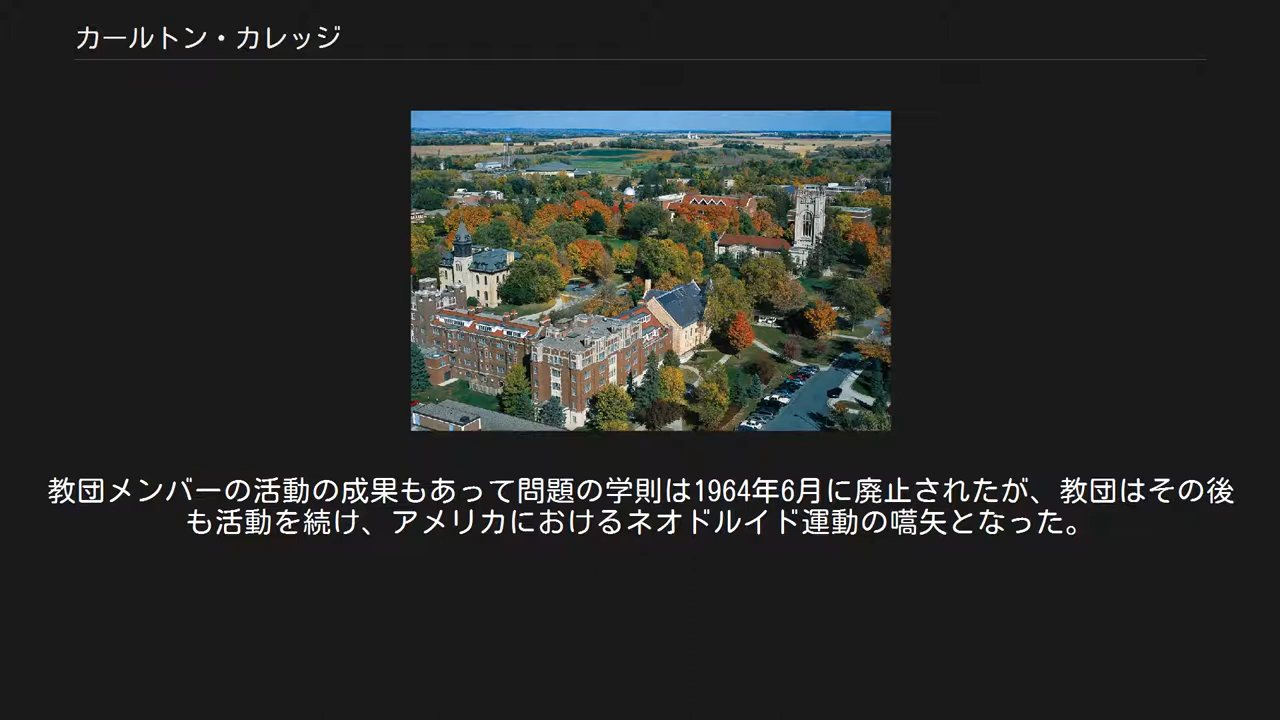 カールトン・カレッジ
教団メンバーの活動の成果もあって問題の学則は1964年6月に廃止されたが、教団はその後
も活動を続け、アメリカにおけるネオドルイド運動の嚆矢となった。